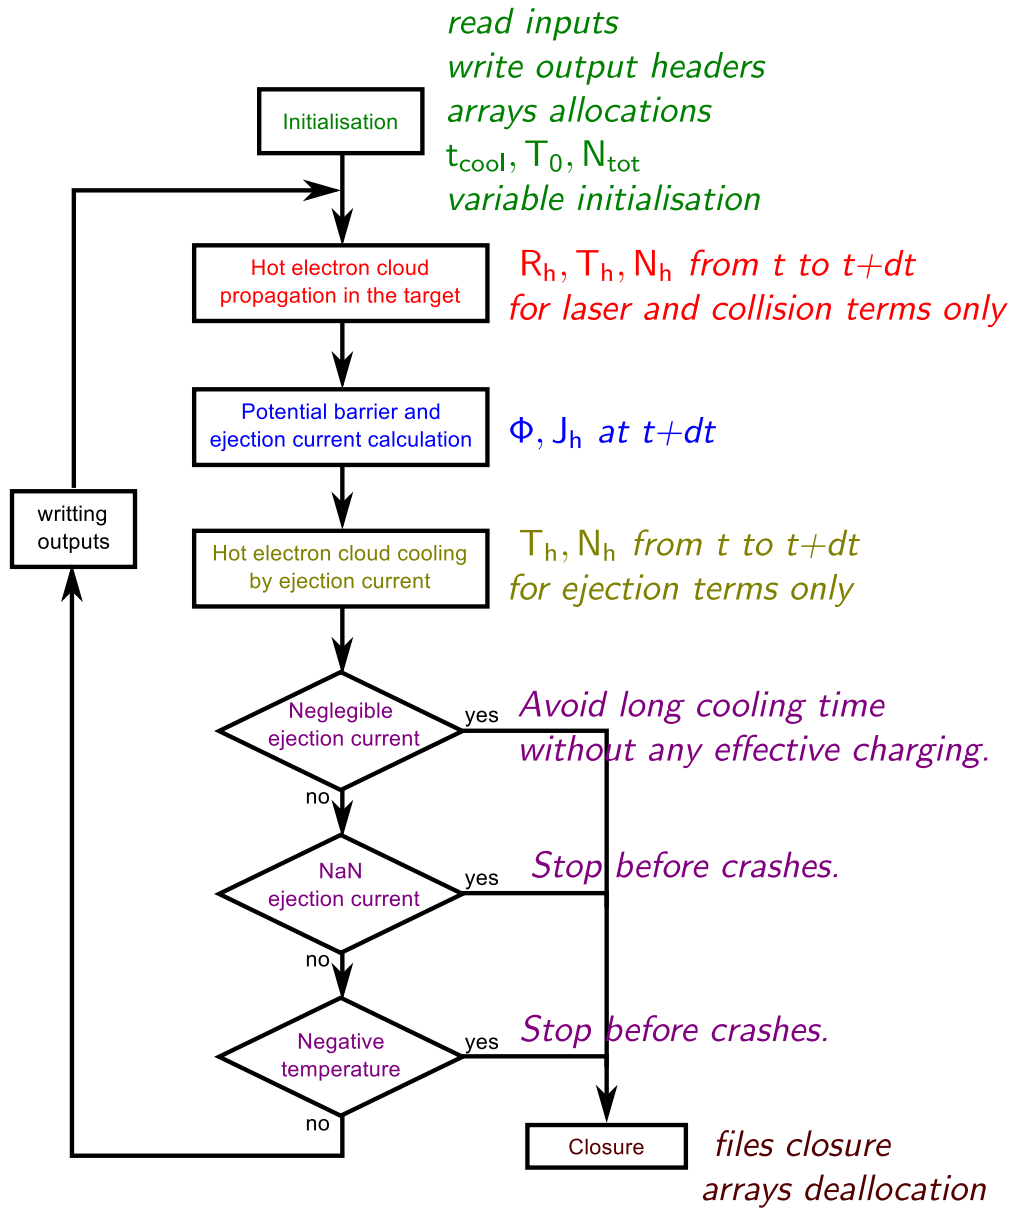 read inputs
write output headers
arrays allocations
t_cool, T_0, N_tot
variable initialisation
Initialisation
Hot electron cloud
propagation in the target
R_h, T_h, N_h from t to t+dt
for laser and collision terms only
Potential barrier and
ejection current calculation
Φ, J_h at t+dt
writting
outputs
Hot electron cloud cooling
by ejection current
T_h, N_h from t to t+dt
for ejection terms only
Neglegible
ejection current
yes
Avoid long cooling time
without any effective charging.
no
NaN
ejection current
yes
Stop before crashes.
no
Negative
temperature
yes
Stop before crashes.
no
Closure
files closure
arrays deallocation